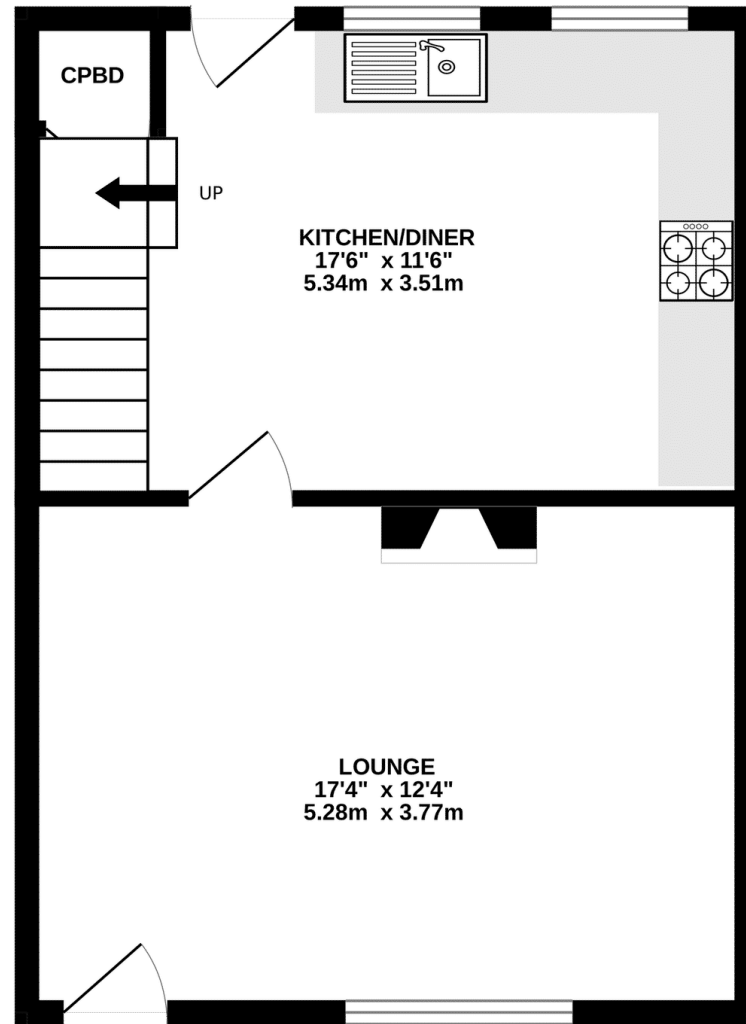 CPBD
UP
KITCHEN/DINER
17'6" x 11'6"
5.34m x 3.51m
LOUNGE
17'4" x 12'4"
5.28m x 3.77m